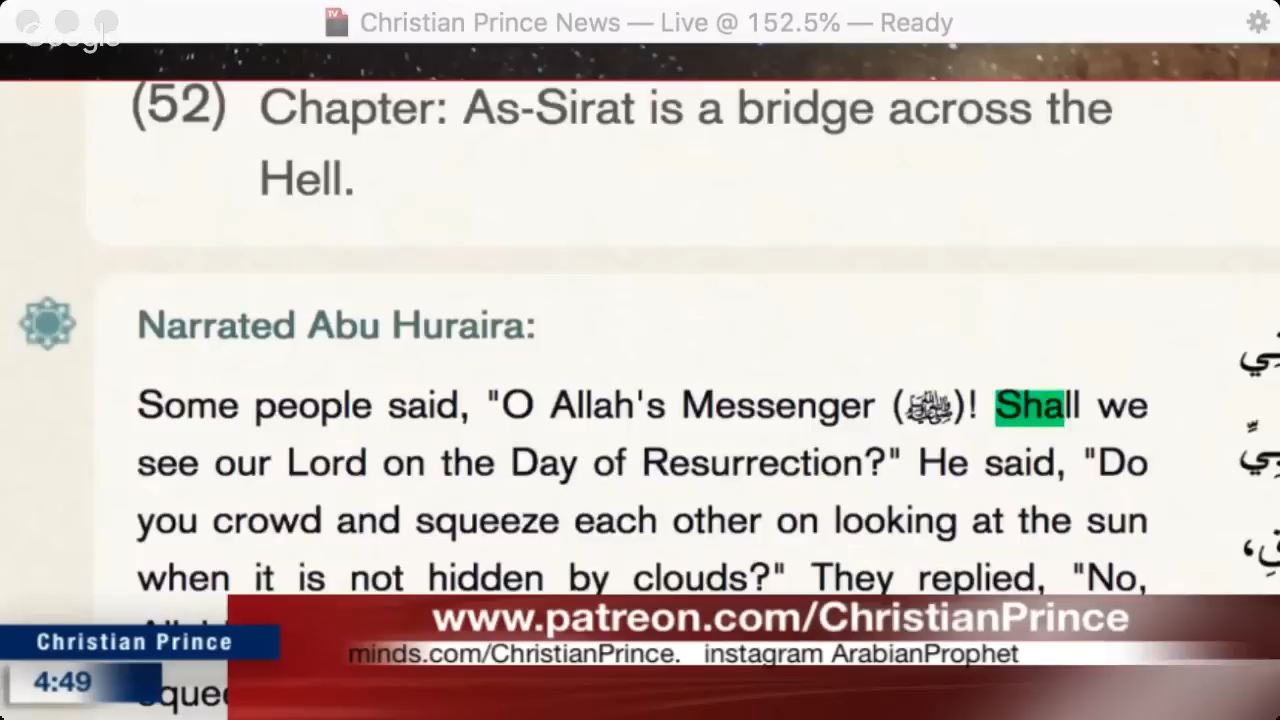 Christian Prince News — Live @ 152.5% — Ready
Google
(52) Chapter: As-Sirat is a bridge across the
Hell.
Narrated Abu Huraira:
Some people said, "O Allah's Messenger (ﷺ)! Shall we
see our Lord on the Day of Resurrection?" He said, "Do
you crowd and squeeze each other on looking at the sun
when it is not hidden by clouds?" They replied, "No,
www.patreon.com/ChristianPrince
Christian Prince
minds.com/ChristianPrince. instagram ArabianProphet
4:49